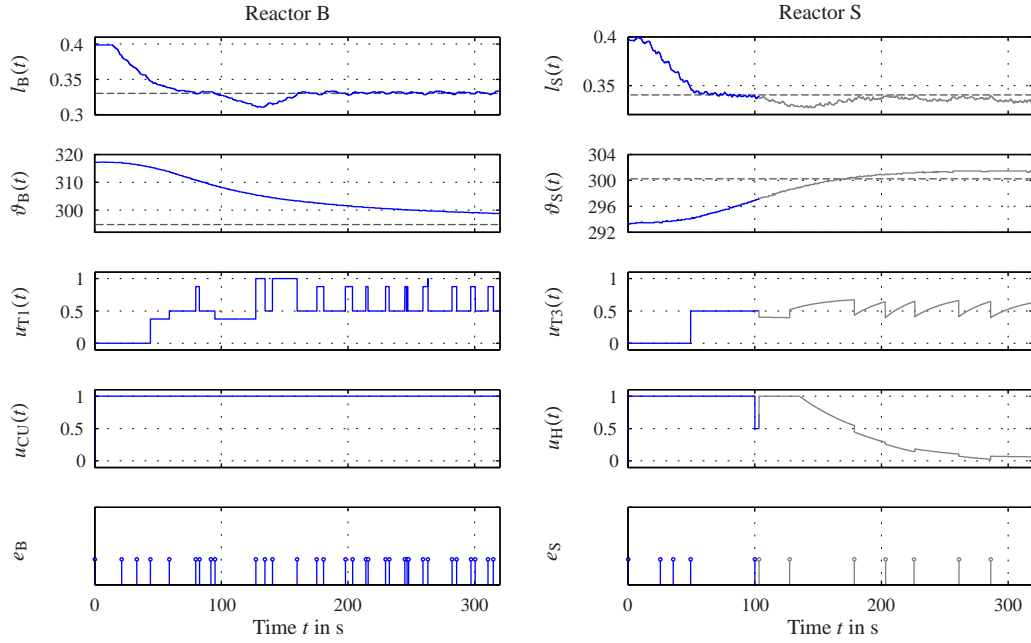 Reactor B
0.4
0.35
0.3
l_B(t)
320
310
300
ϑ_B(t)
1
0.5
0
u_T1(t)
1
0.5
0
u_CU(t)
e_B
0 100 200 300
Time t in s
Reactor S
0.4
0.35
l_S(t)
304
300
296
292
ϑ_S(t)
1
0.5
0
u_T3(t)
1
0.5
0
u_H(t)
e_S
0 100 200 300
Time t in s